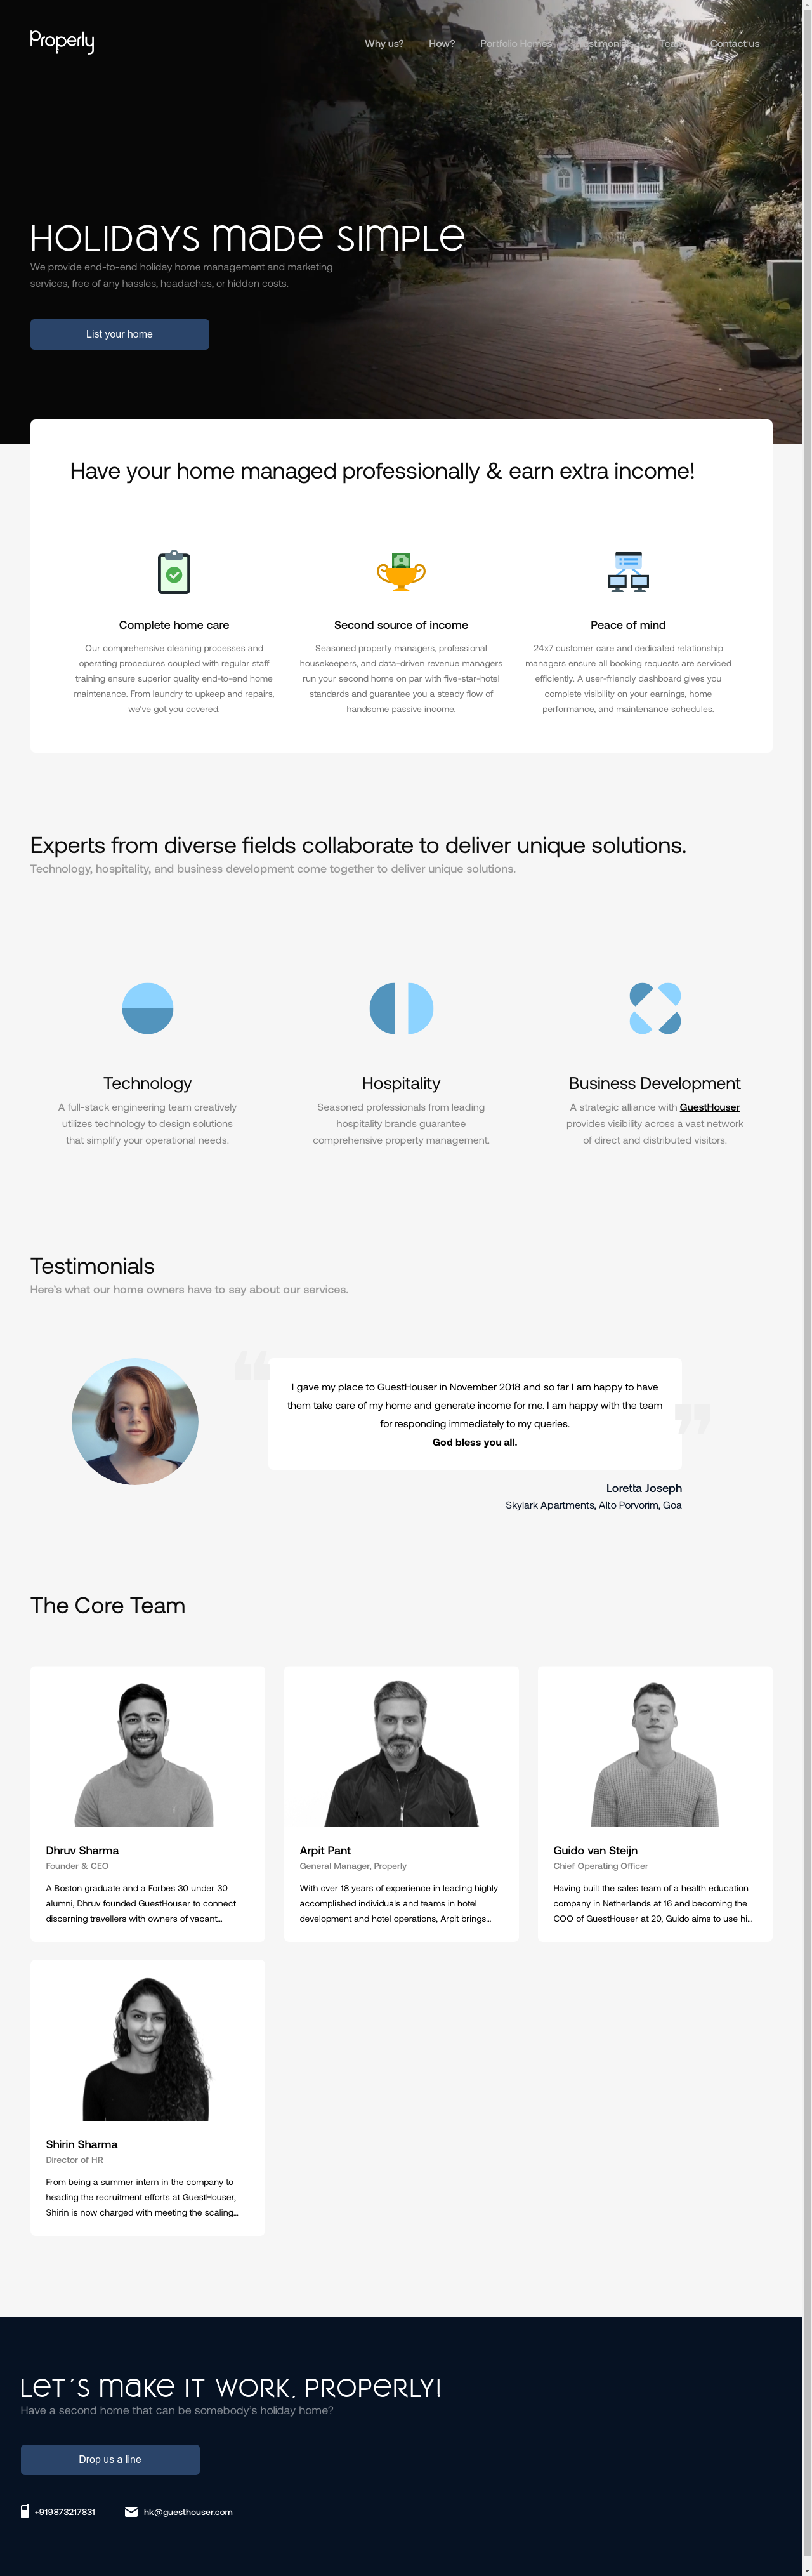 Properly
Why us?
How?
Portfolio Homes
Testimonials
Team
Contact us
HOLIDAYS MADE SIMPLE
We provide end-to-end holiday home management and marketing
services, free of any hassles, headaches, or hidden costs.
List your home
Have your home managed professionally & earn extra income!
Complete home care
Our comprehensive cleaning processes and
operating procedures coupled with regular staff
training ensure superior quality end-to-end home
maintenance. From laundry to upkeep and repairs,
we've got you covered.
Second source of income
Seasoned property managers, professional
housekeepers, and data-driven revenue managers
run your second home on par with five-star-hotel
standards and guarantee you a steady flow of
handsome passive income.
Peace of mind
24x7 customer care and dedicated relationship
managers ensure all booking requests are serviced
efficiently. A user-friendly dashboard gives you
complete visibility on your earnings, home
performance, and maintenance schedules.
Experts from diverse fields collaborate to deliver unique solutions.
Technology, hospitality, and business development come together to deliver unique solutions.
Technology
A full-stack engineering team creatively
utilizes technology to design solutions
that simplify your operational needs.
Hospitality
Seasoned professionals from leading
hospitality brands guarantee
comprehensive property management.
Business Development
A strategic alliance with GuestHouser
provides visibility across a vast network
of direct and distributed visitors.
Testimonials
Here's what our home owners have to say about our services.
I gave my place to GuestHouser in November 2018 and so far I am happy to have
them take care of my home and generate income for me. I am happy with the team
for responding immediately to my queries.
God bless you all.
Loretta Joseph
Skylark Apartments, Alto Porvorim, Goa
The Core Team
Dhruv Sharma
Founder & CEO
A Boston graduate and a Forbes 30 under 30
alumni, Dhruv founded GuestHouser to connect
discerning travellers with owners of vacant...
Arpit Pant
General Manager, Properly
With over 18 years of experience in leading highly
accomplished individuals and teams in hotel
development and hotel operations, Arpit brings...
Guido van Steijn
Chief Operating Officer
Having built the sales team of a health education
company in Netherlands at 16 and becoming the
COO of GuestHouser at 20, Guido aims to use hi...
Shirin Sharma
Director of HR
From being a summer intern in the company to
heading the recruitment efforts at GuestHouser,
Shirin is now charged with meeting the scaling...
LET'S MAKE IT WORK, PROPERLY!
Have a second home that can be somebody's holiday home?
Drop us a line
+919873217831
hk@guesthouser.com